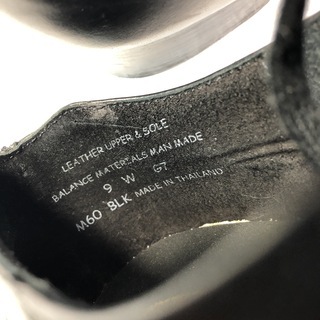 LEATHER UPPER & SOLE
BALANCE MATERIALS MAN MADE
9 W G7
M60 BLK MADE IN THAILAND